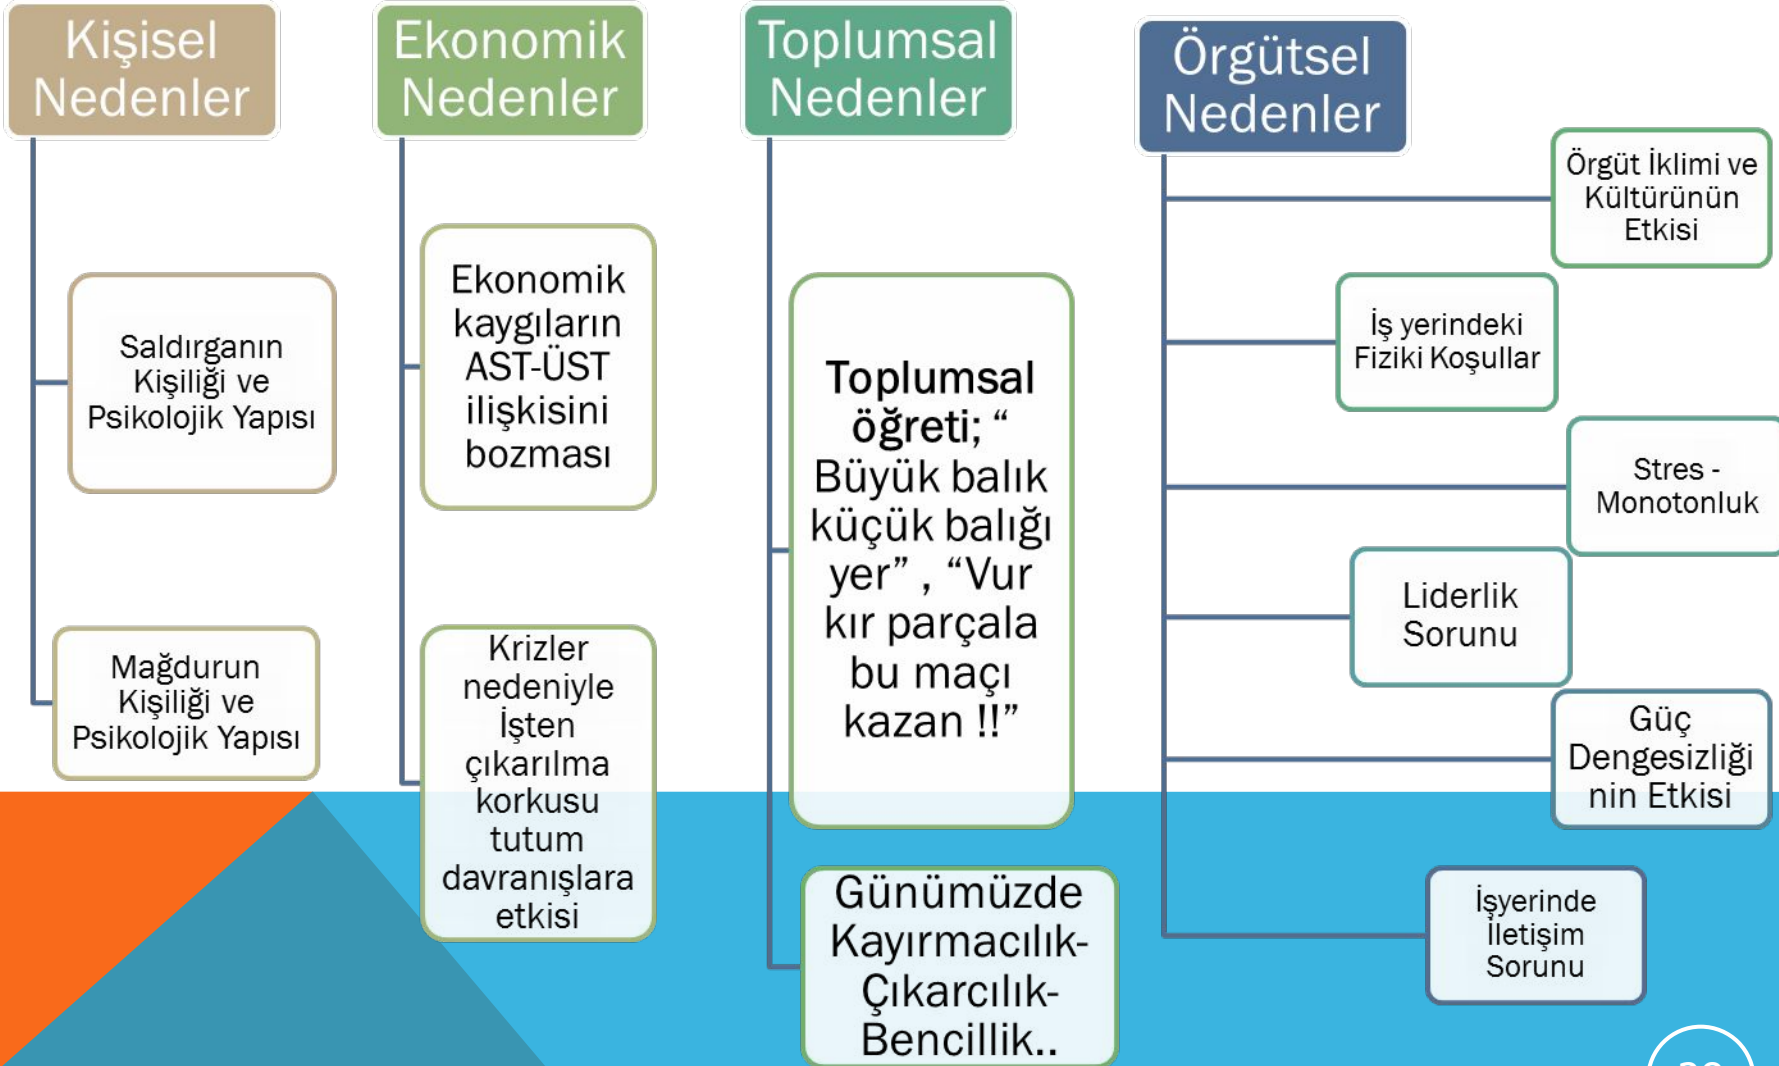 Kişisel
Nedenler
Saldırganın
Kişiliği ve
Psikolojik Yapısı
Mağdurun
Kişiliği ve
Psikolojik Yapısı
Ekonomik
Nedenler
Ekonomik
kaygıların
AST-ÜST
ilişkisini
bozması
Krizler
nedeniyle
İşten
çıkarılma
korkusu
tutum
davranışlara
etkisi
Toplumsal
Nedenler
Toplumsal
öğreti; “
Büyük balık
küçük balığı
yer” , “Vur
kır parçala
bu maçı
kazan !!”
Günümüzde
Kayırmacılık-
Çıkarcılık-
Bencillik..
Örgütsel
Nedenler
Örgüt İklimi ve
Kültürünün
Etkisi
İş yerindeki
Fiziki Koşullar
Stres -
Monotonluk
Liderlik
Sorunu
Güç
Dengesizliği
nin Etkisi
İşyerinde
İletişim
Sorunu